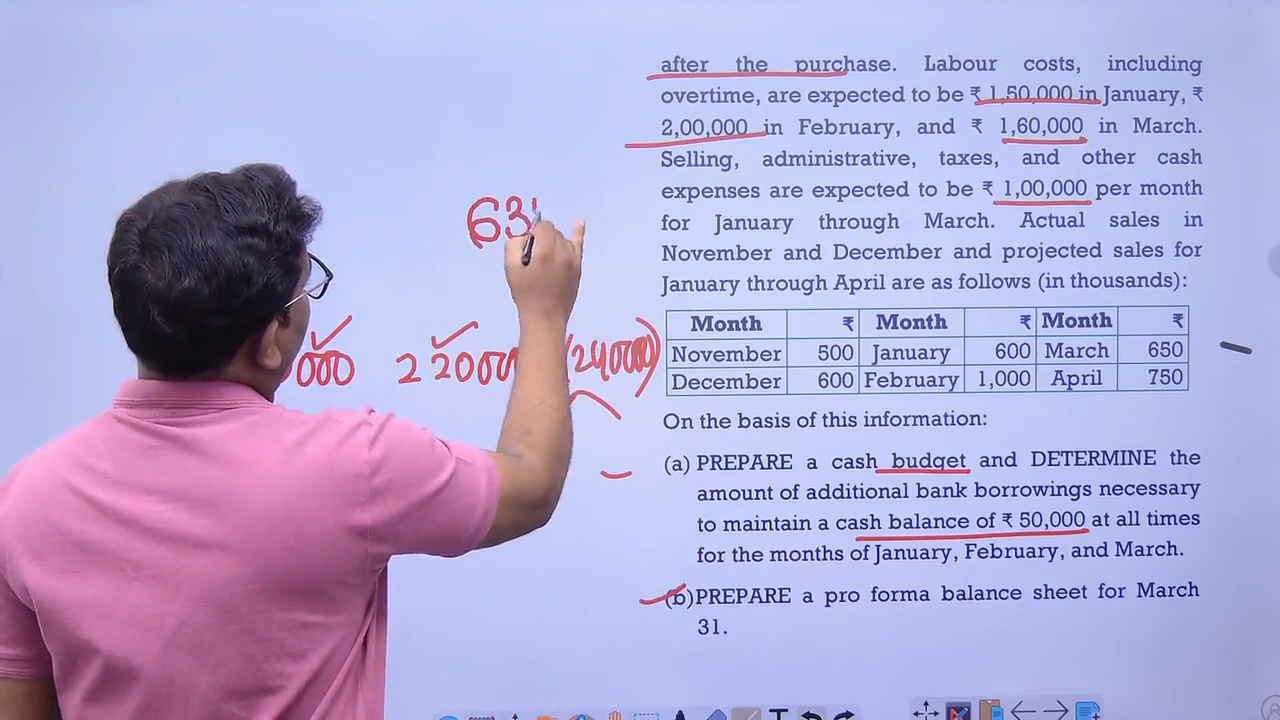 after the purchase. Labour costs, including
overtime, are expected to be ₹ 1,50,000 in January, ₹
2,00,000 in February, and ₹ 1,60,000 in March.
Selling, administrative, taxes, and other cash
expenses are expected to be ₹ 1,00,000 per month
for January through March. Actual sales in
November and December and projected sales for
January through April are as follows (in thousands):
Month ₹ Month ₹ Month ₹
November 500 January 600 March 650
December 600 February 1,000 April 750
On the basis of this information:
(a) PREPARE a cash budget and DETERMINE the
amount of additional bank borrowings necessary
to maintain a cash balance of ₹ 50,000 at all times
for the months of January, February, and March.
(b) PREPARE a pro forma balance sheet for March
31.
63
(24000)